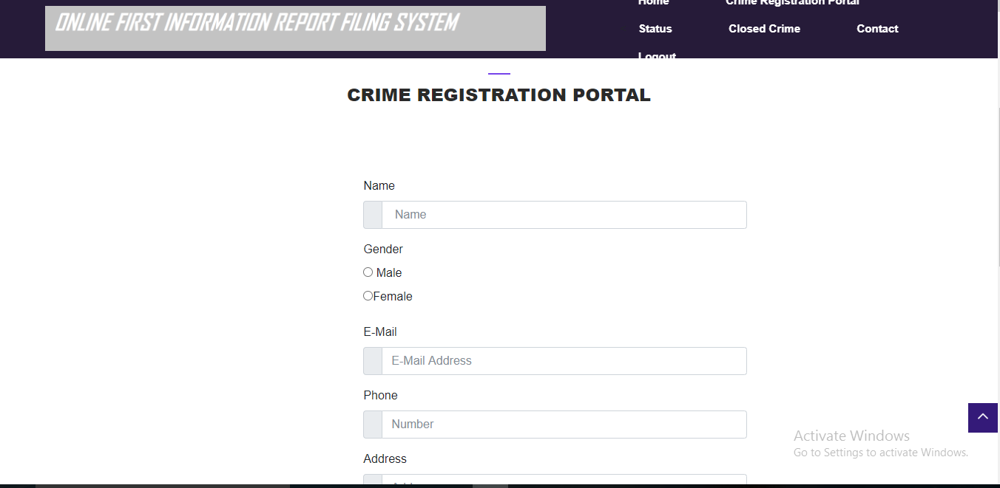 Home Crime Registration Portal
ONLINE FIRST INFORMATION REPORT FILING SYSTEM
Status Closed Crime Contact
Logout
CRIME REGISTRATION PORTAL
Name
Name
Gender
Male
Female
E-Mail
E-Mail Address
Phone
Number
Activate Windows
Go to Settings to activate Windows.
Address